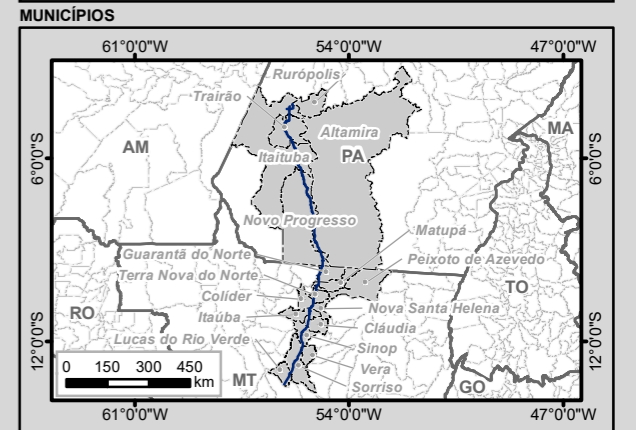 MUNICÍPIOS
61°0'0"W 54°0'0"W 47°0'0"W
Rurópolis
Trairão
Altamira
MA
AM
6°0'0"S
6°0'0"S
Itaituba
PA
Novo Progresso
Matupá
Guarantã do Norte
Peixoto de Azevedo
Terra Nova do Norte
TO
Colíder
Nova Santa Helena
RO
Itaúba
Cláudia
Lucas do Rio Verde
Sinop
12°0'0"S
12°0'0"S
Vera
0 150 300 450
km
MT
Sorriso
GO
61°0'0"W 54°0'0"W 47°0'0"W